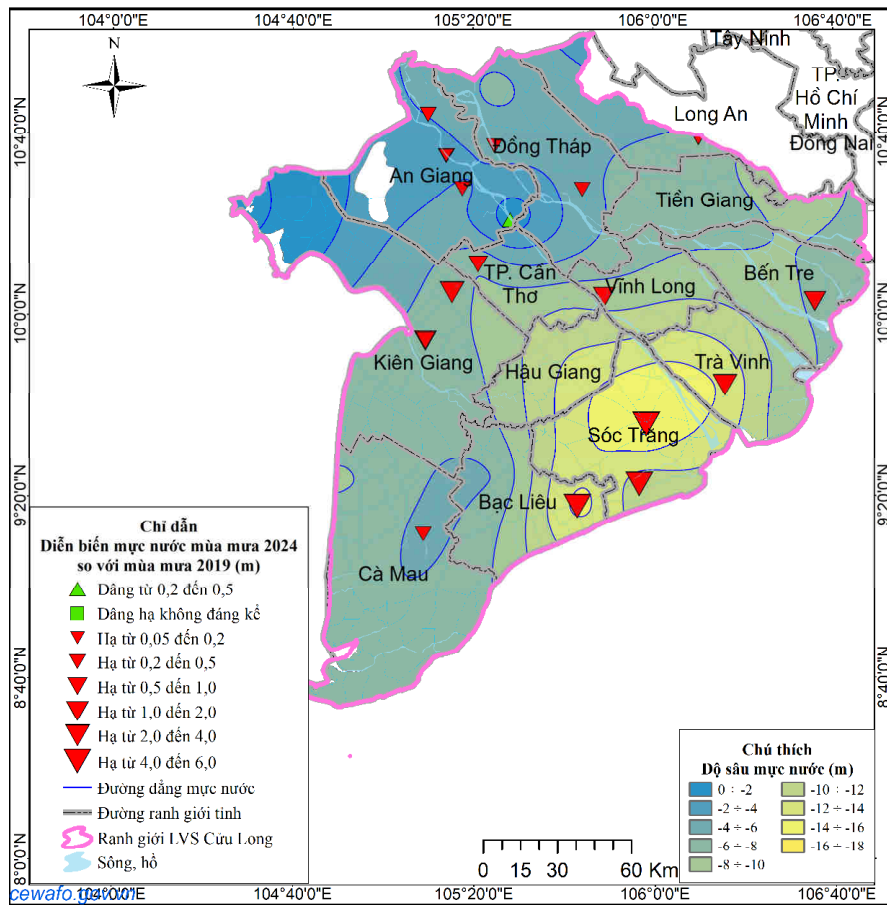 104°0'0"E 104°40'0"E 105°20'0"E 106°0'0"E 106°40'0"E
N
Tây Ninh
TP.
Hồ Chí
Minh
Long An
Đồng Nai
10°40'0"N 10°40'0"N
Đồng Tháp
An Giang
Tiền Giang
TP. Cần
Thơ
Vĩnh Long
Bến Tre
10°0'0"N 10°0'0"N
Kiên Giang
Hậu Giang
Trà Vinh
Sóc Trăng
9°20'0"N 9°20'0"N
Bạc Liêu
Cà Mau
Chỉ dẫn
Diễn biến mực nước mùa mưa 2024
so với mùa mưa 2019 (m)
Dâng từ 0,2 đến 0,5
Dâng hạ không đáng kể
Hạ từ 0,05 đến 0,2
Hạ từ 0,2 đến 0,5
Hạ từ 0,5 đến 1,0
Hạ từ 1,0 đến 2,0
Hạ từ 2,0 đến 4,0
Hạ từ 4,0 đến 6,0
Đường đẳng mực nước
Đường ranh giới tỉnh
Ranh giới LVS Cửu Long
Sông, hồ
8°40'0"N 8°40'0"N
Chú thích
Độ sâu mực nước (m)
0 ÷ -2 -10 ÷ -12
-2 ÷ -4 -12 ÷ -14
-4 ÷ -6 -14 ÷ -16
-6 ÷ -8 -16 ÷ -18
-8 ÷ -10
0 15 30 60 Km
8°0'0"N 8°0'0"N
cewafo.gov.vn
104°0'0"E 104°40'0"E 105°20'0"E 106°0'0"E 106°40'0"E